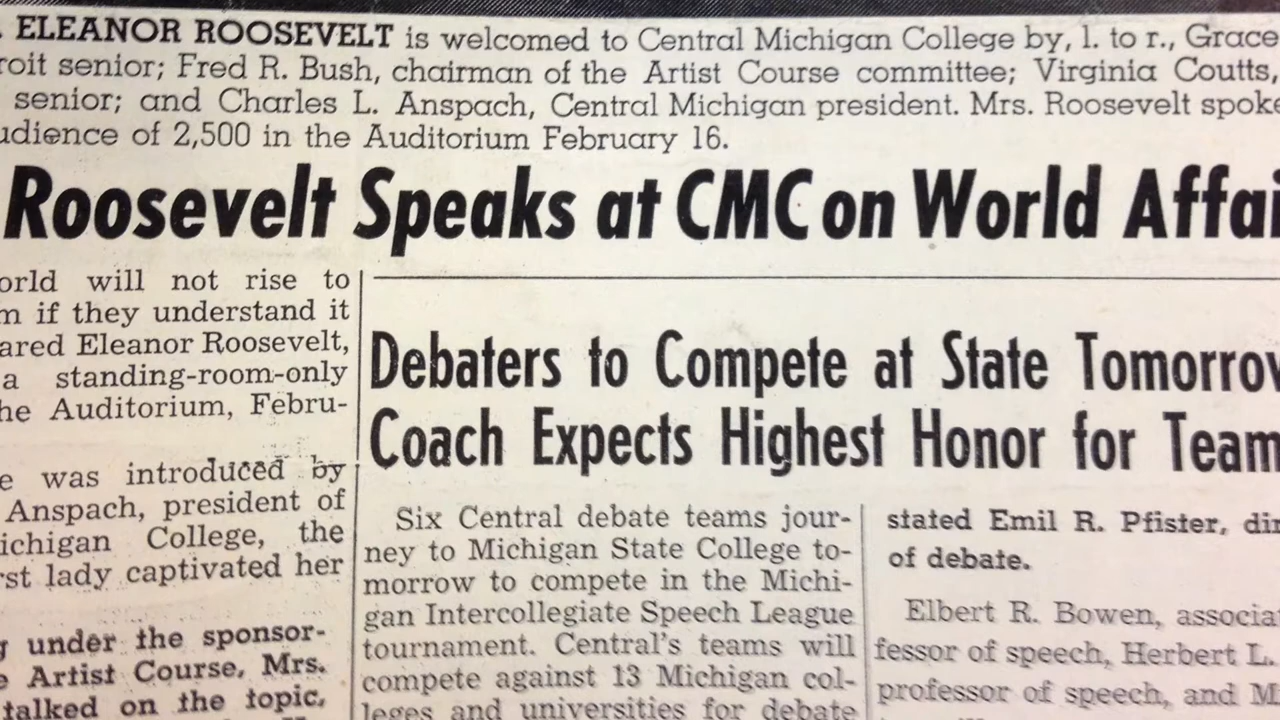 . ELEANOR ROOSEVELT is welcomed to Central Michigan College by, l. to r., Grace
roit senior; Fred R. Bush, chairman of the Artist Course committee; Virginia Coutts,
senior; and Charles L. Anspach, Central Michigan president. Mrs. Roosevelt spoke
udience of 2,500 in the Auditorium February 16.
Roosevelt Speaks at CMC on World Affai
orld will not rise to
m if they understand it
ared Eleanor Roosevelt,
a standing-room-only
he Auditorium, Febru-
e was introduced by
Anspach, president of
ichigan College, the
rst lady captivated her
g under the sponsor-
e Artist Course, Mrs.
talked on the topic,
Debaters to Compete at State Tomorrow
Coach Expects Highest Honor for Team
Six Central debate teams jour-
ney to Michigan State College to-
morrow to compete in the Michi-
gan Intercollegiate Speech League
tournament. Central's teams will
compete against 13 Michigan col-
leges and universities for debate
stated Emil R. Pfister, dir
of debate.
Elbert R. Bowen, associa
fessor of speech, Herbert L.
professor of speech, and M